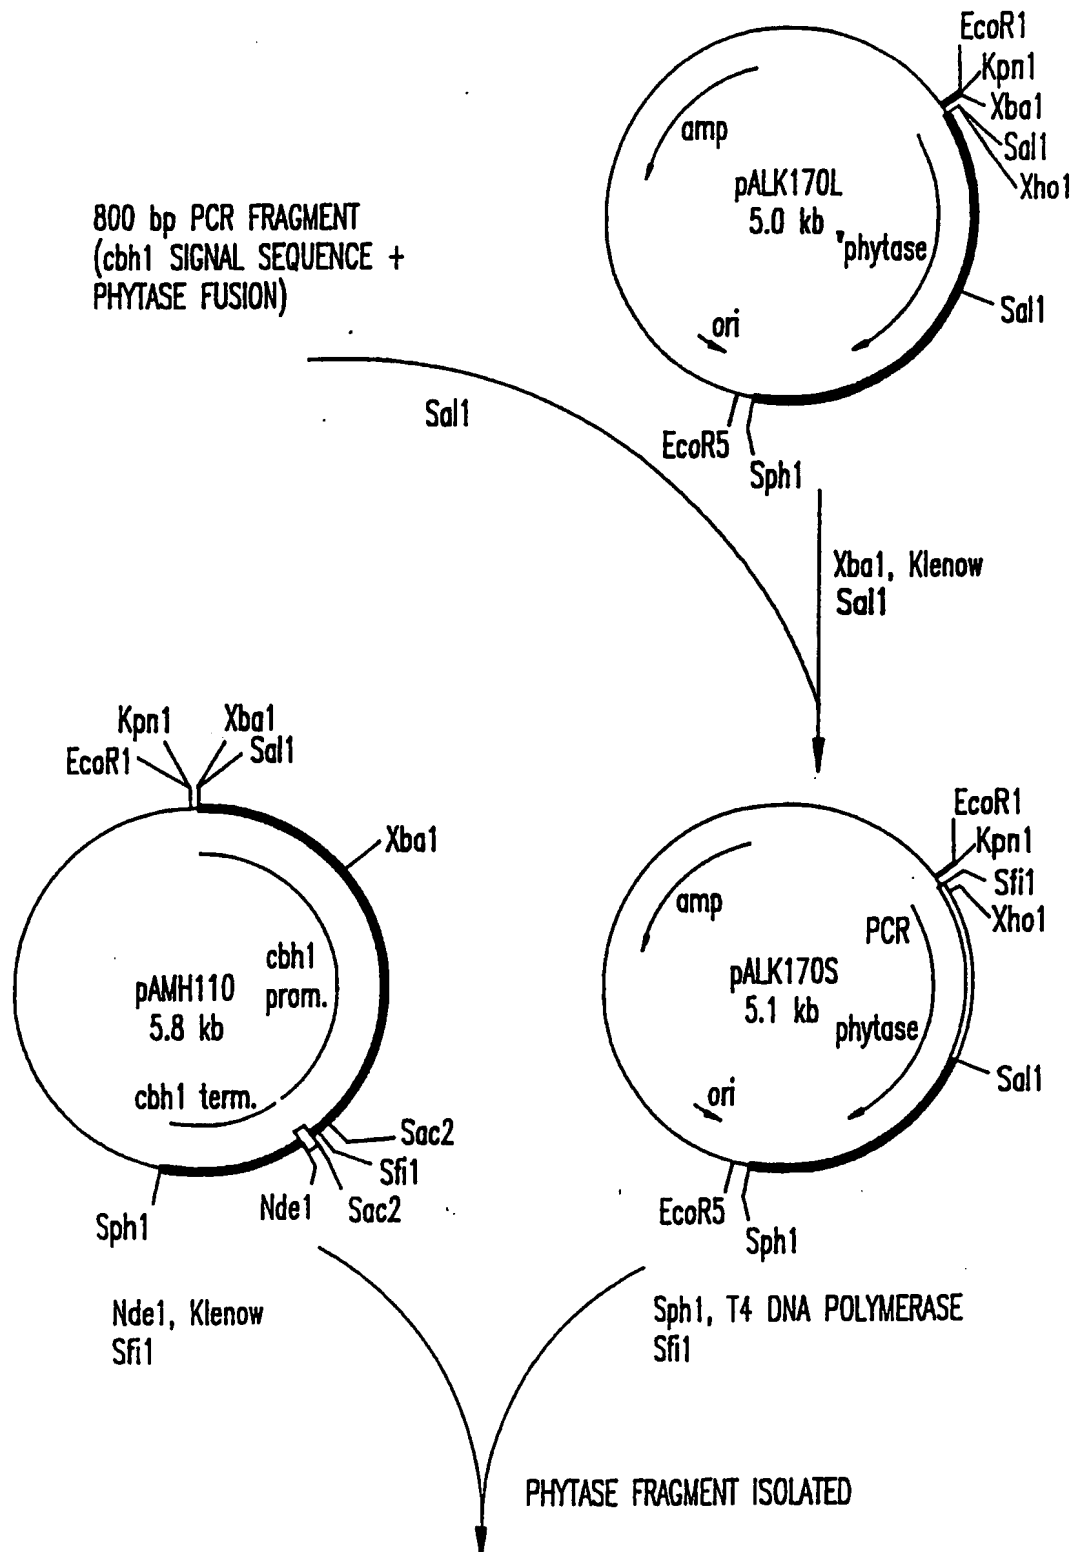 EcoR1
Kpn1
Xba1
Sal1
Xho1
amp
pALK170L
5.0 kb
'phytase
Sal1
ori
EcoR5
Sph1
800 bp PCR FRAGMENT
(cbh1 SIGNAL SEQUENCE +
PHYTASE FUSION)
Sal1
Xba1, Klenow
Sal1
Kpn1
Xba1
EcoR1
Sal1
Xba1
cbh1
prom.
pAMH110
5.8 kb
cbh1 term.
Sac2
Sfi1
Nde1
Sac2
Sph1
EcoR1
Kpn1
Sfi1
Xho1
amp
PCR
pALK170S
5.1 kb
phytase
Sal1
ori
EcoR5
Sph1
Nde1, Klenow
Sfi1
Sph1, T4 DNA POLYMERASE
Sfi1
PHYTASE FRAGMENT ISOLATED